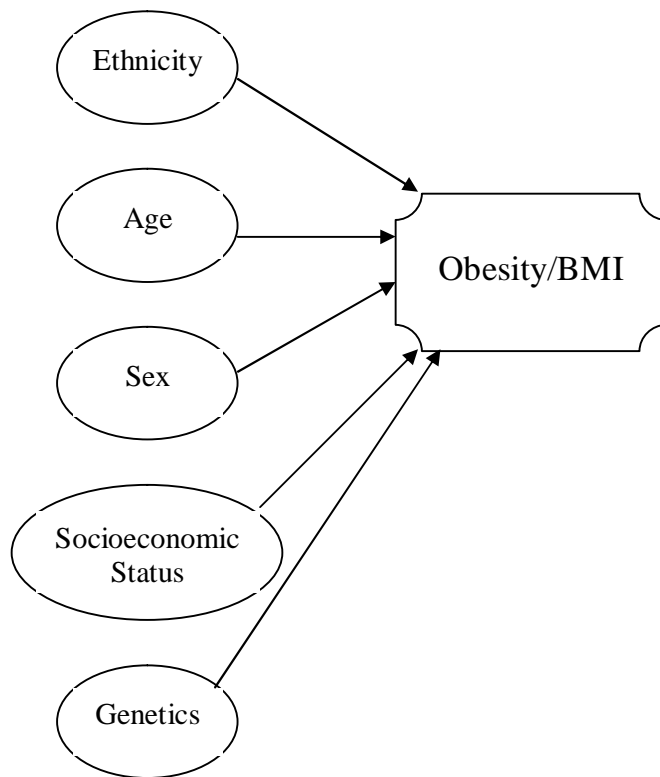 Ethnicity
Age
Obesity/BMI
Sex
Socioeconomic
Status
Genetics